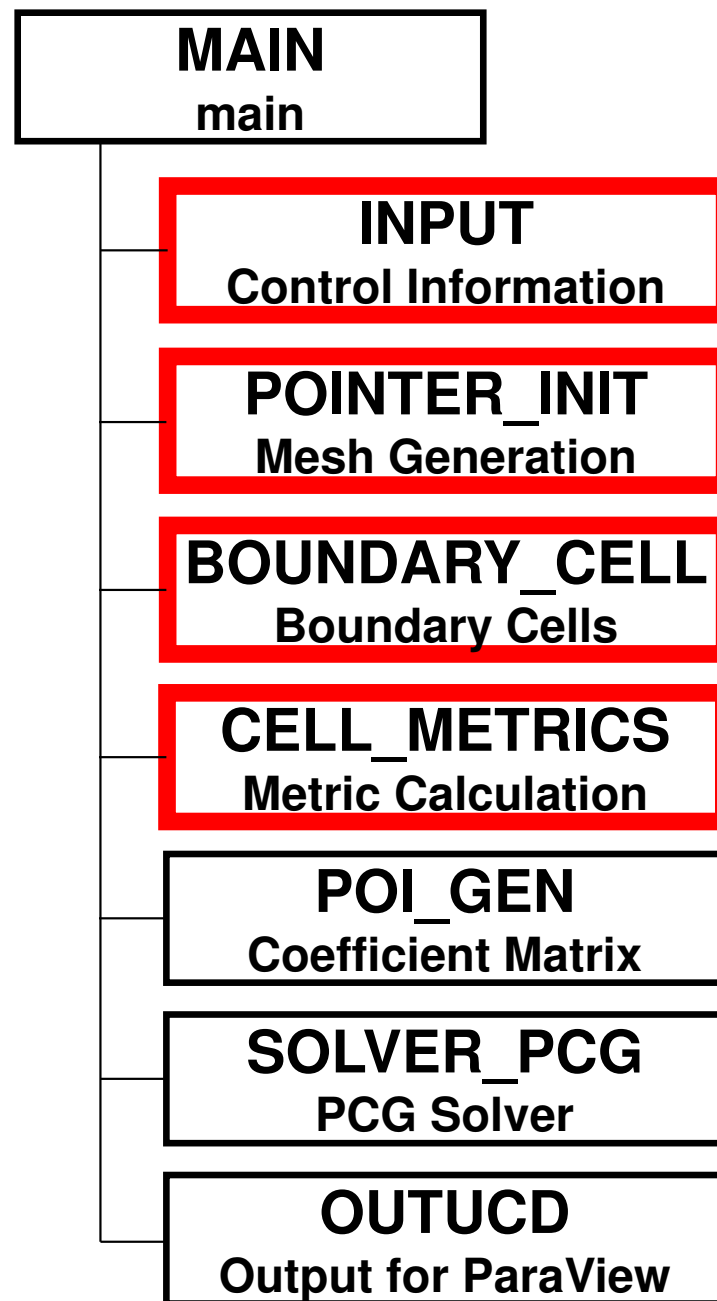 MAIN
main
INPUT
Control Information
POINTER_INIT
Mesh Generation
BOUNDARY_CELL
Boundary Cells
CELL_METRICS
Metric Calculation
POI_GEN
Coefficient Matrix
SOLVER_PCG
PCG Solver
OUTUCD
Output for ParaView